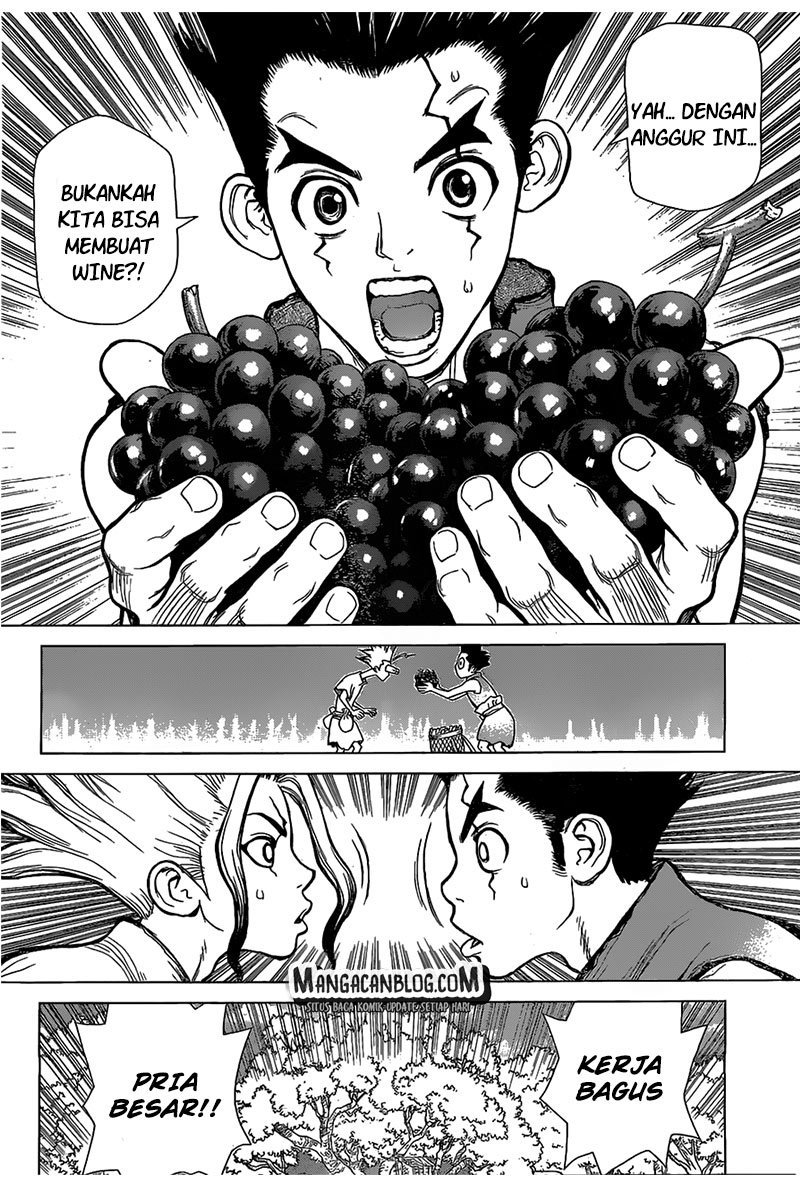 YAH... DENGAN
ANGGUR INI...
BUKANKAH
KITA BISA
MEMBUAT
WINE?!
MANGACANBLOG.COM
SITUS BACA KOMIK UPDATE SETIAP HARI
KERJA
BAGUS
PRIA
BESAR!!